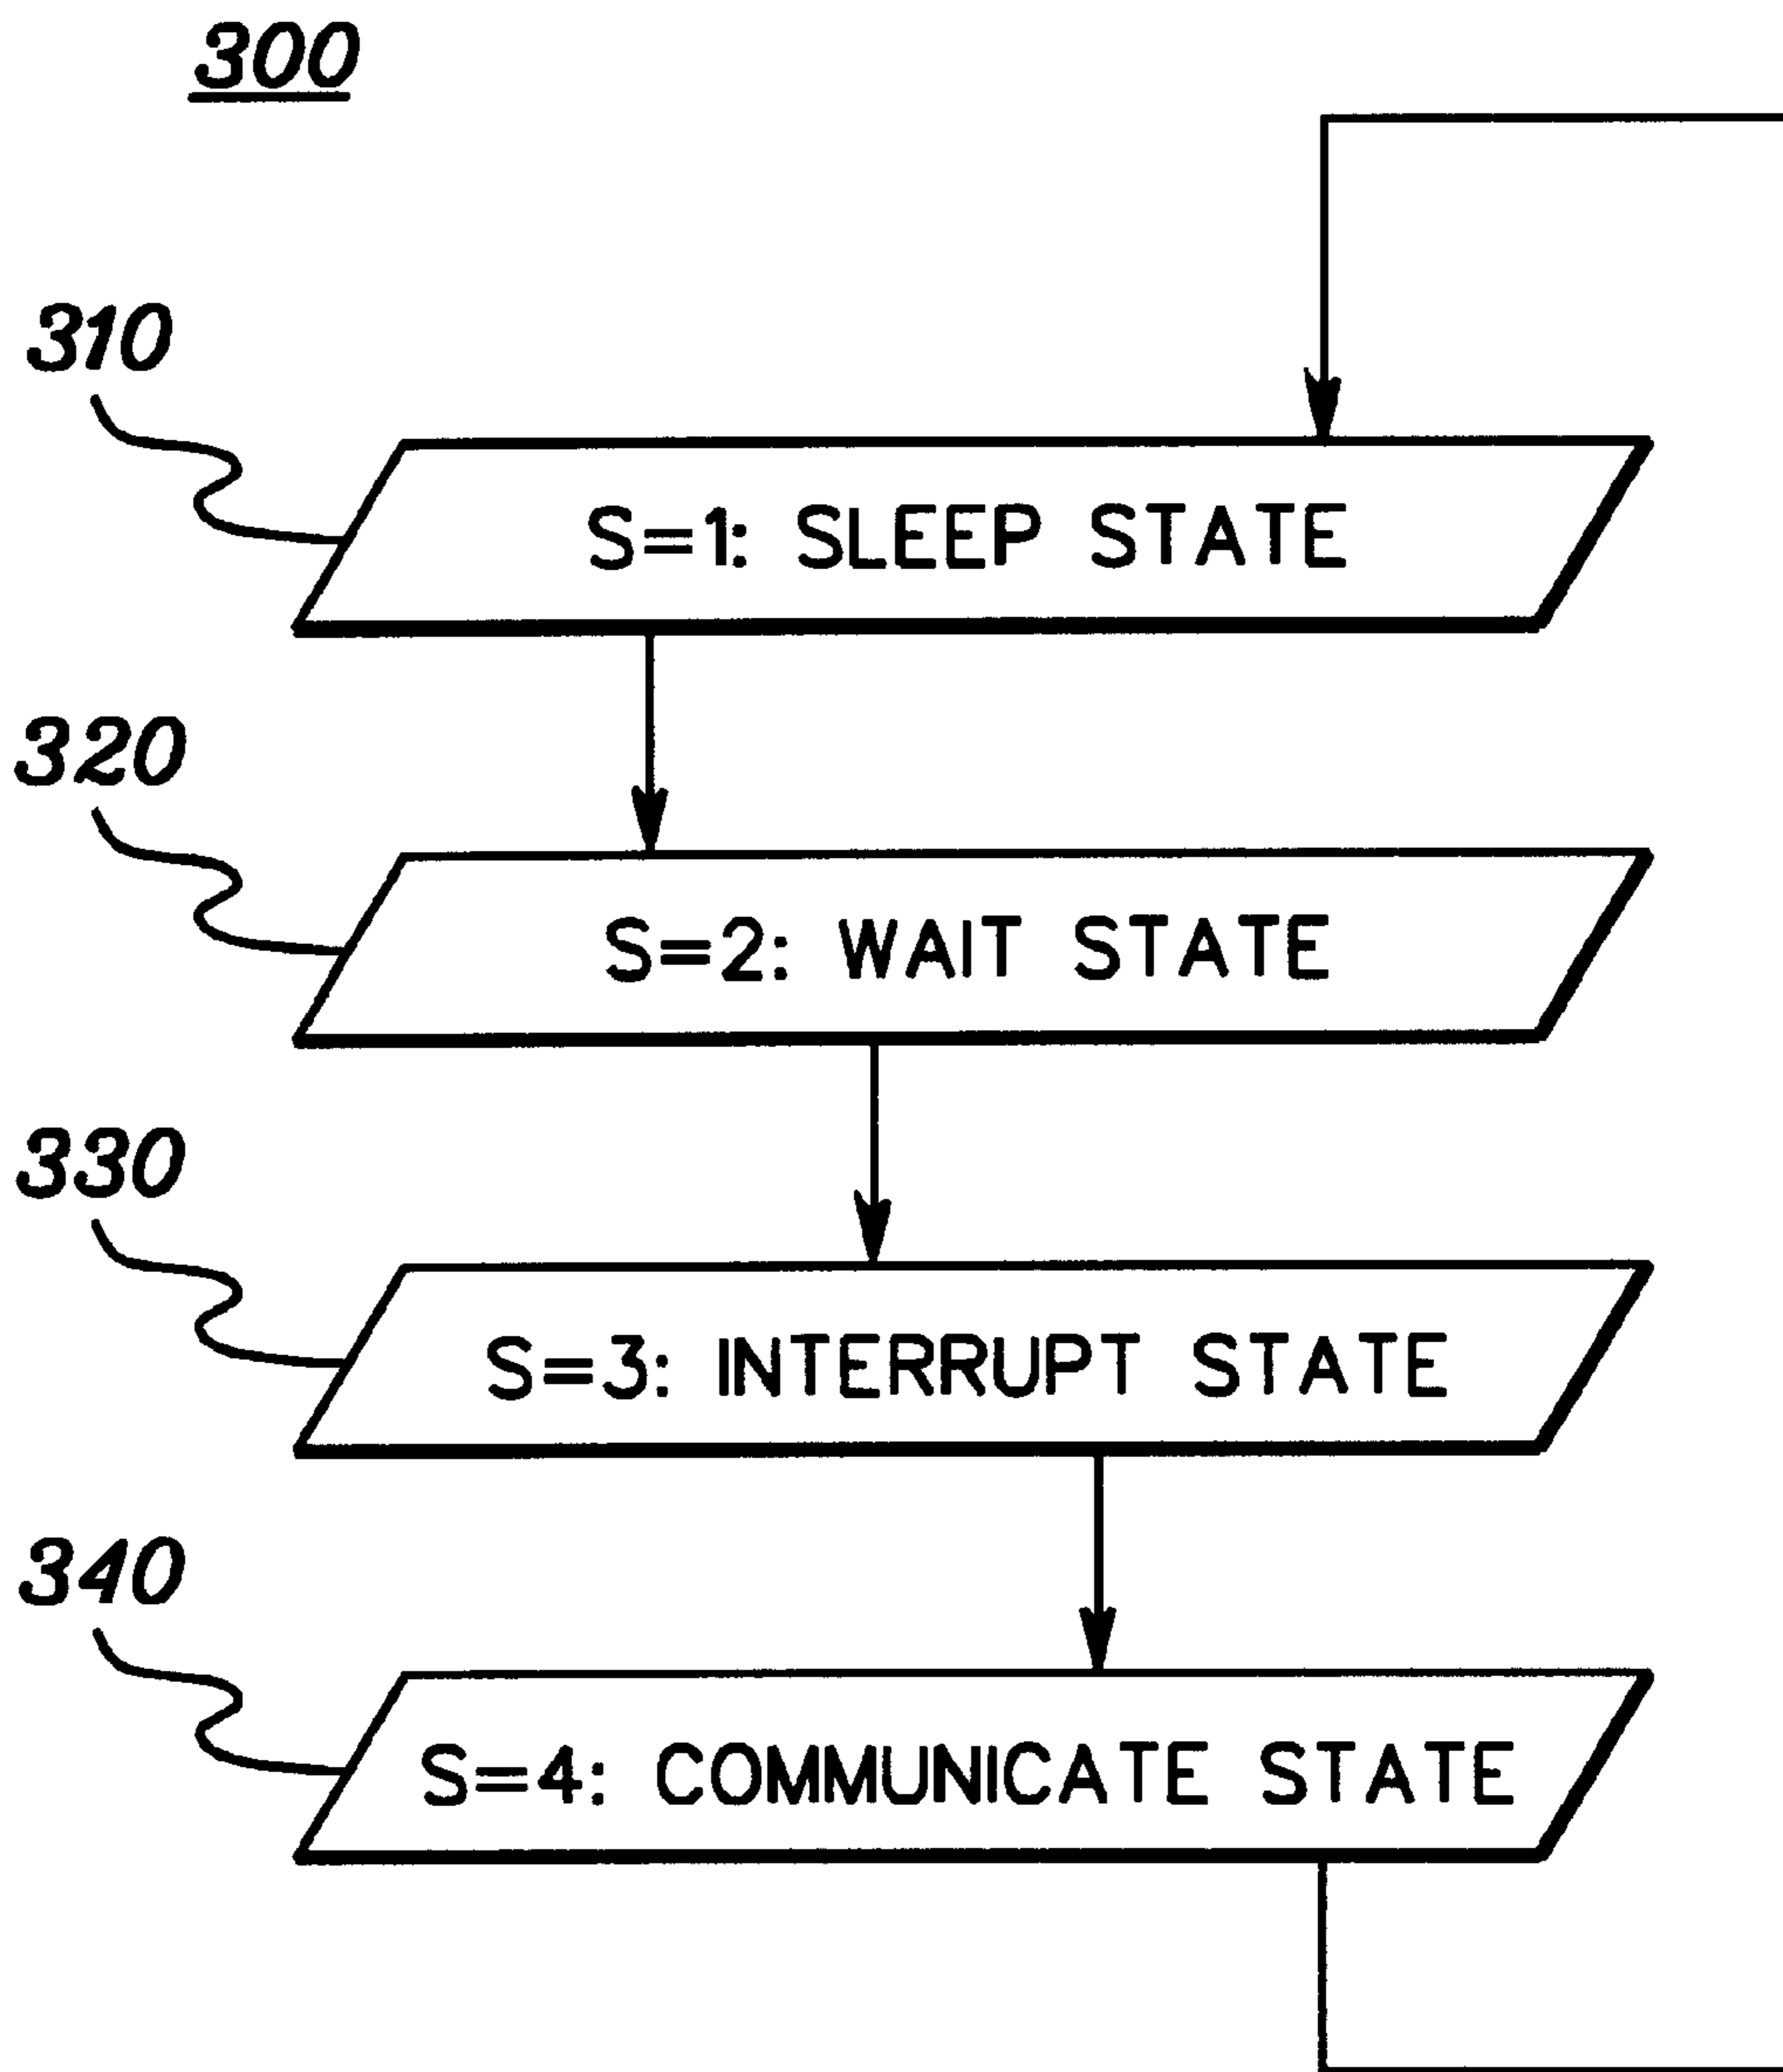 300
310
S=1: SLEEP STATE
320
S=2: WAIT STATE
330
S=3: INTERRUPT STATE
340
S=4: COMMUNICATE STATE